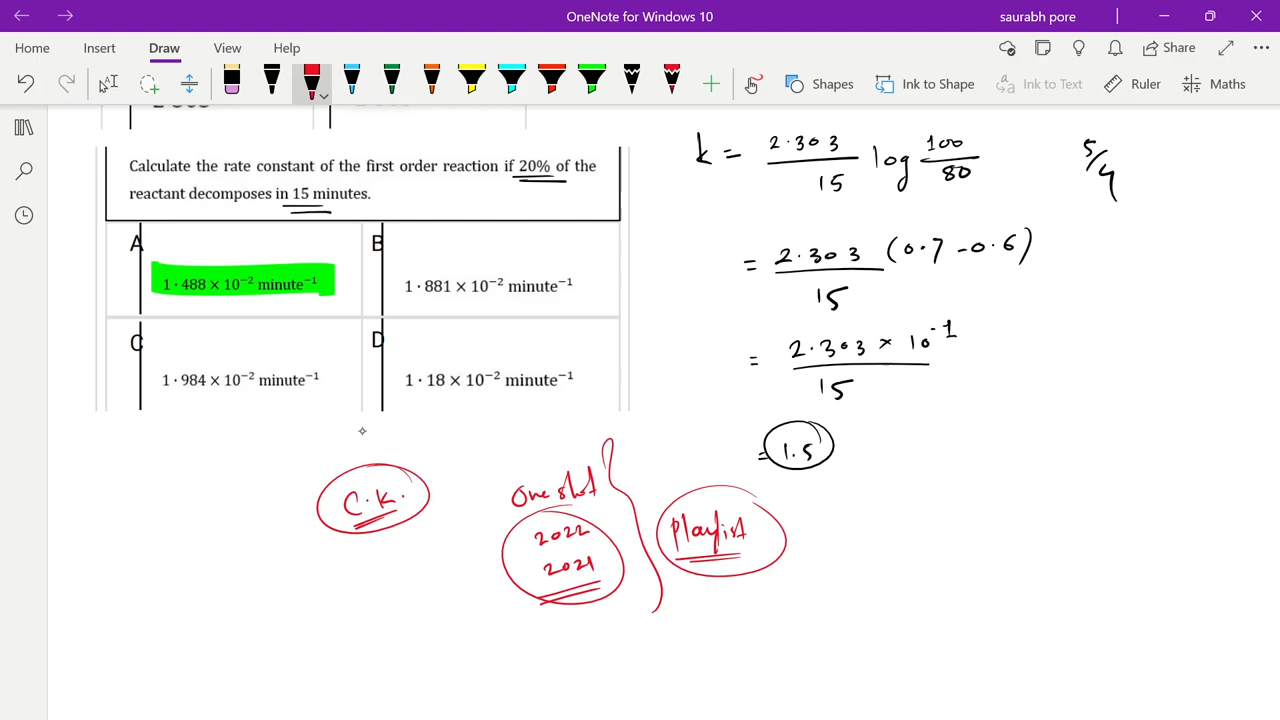 OneNote for Windows 10
saurabh pore
Home Insert Draw View Help
Share
Shapes Ink to Shape Ink to Text Ruler Maths
Calculate the rate constant of the first order reaction if 20% of the
reactant decomposes in 15 minutes.
A
1·488 × 10⁻² minute⁻¹
B
1·881 × 10⁻² minute⁻¹
C
1·984 × 10⁻² minute⁻¹
D
1·18 × 10⁻² minute⁻¹
k = 2.303/15 log 100/80
5/4
= 2.303/15 (0.7 - 0.6)
= 2.303 × 10⁻¹/15
= 1.5
C.K.
One shot
2022
2021
Playlist